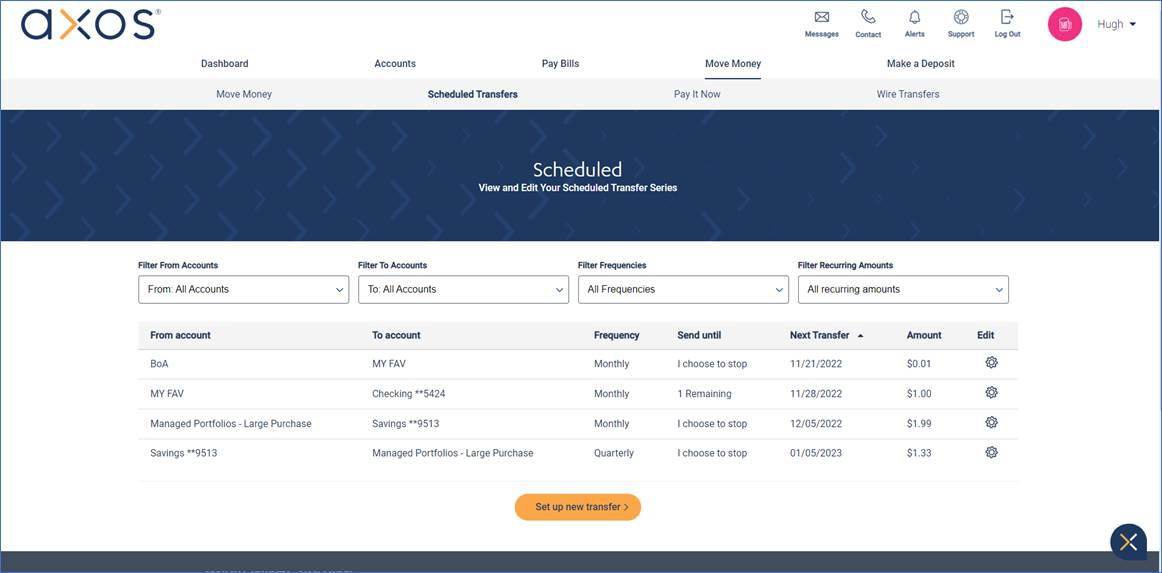 axos®
Messages Contact Alerts Support Log Out Hugh
Dashboard Accounts Pay Bills Move Money Make a Deposit
Move Money Scheduled Transfers Pay It Now Wire Transfers
Scheduled
View and Edit Your Scheduled Transfer Series
Filter From Accounts Filter To Accounts Filter Frequencies Filter Recurring Amounts
From: All Accounts To: All Accounts All Frequencies All recurring amounts
From account To account Frequency Send until Next Transfer Amount Edit
BoA MY FAV Monthly I choose to stop 11/21/2022 $0.01
MY FAV Checking **5424 Monthly 1 Remaining 11/28/2022 $1.00
Managed Portfolios - Large Purchase Savings **9513 Monthly I choose to stop 12/05/2022 $1.99
Savings **9513 Managed Portfolios - Large Purchase Quarterly I choose to stop 01/05/2023 $1.33
Set up new transfer